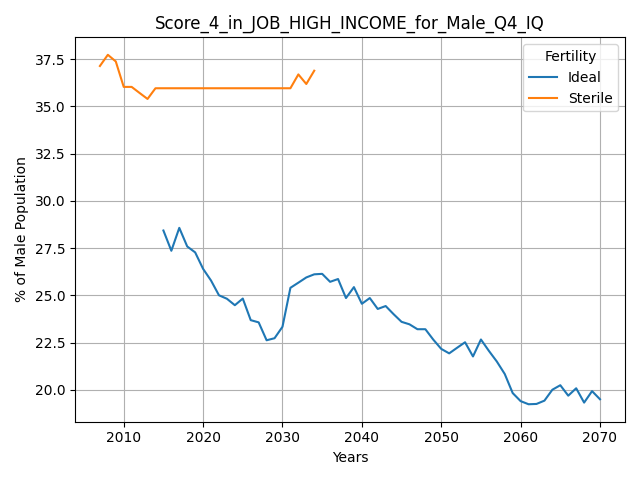 Score_4_in_JOB_HIGH_INCOME_for_Male_Q4_IQ
Fertility
Ideal
Sterile
% of Male Population
37.5
35.0
32.5
30.0
27.5
25.0
22.5
20.0
2010 2020 2030 2040 2050 2060 2070
Years